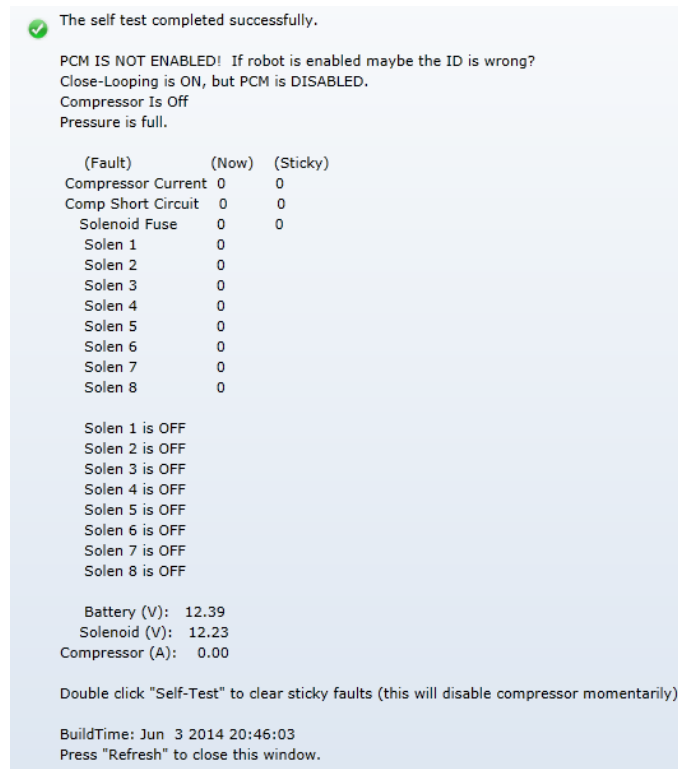 The self test completed successfully.
PCM IS NOT ENABLED! If robot is enabled maybe the ID is wrong?
Close-Looping is ON, but PCM is DISABLED.
Compressor Is Off
Pressure is full.
(Fault) (Now) (Sticky)
Compressor Current 0 0
Comp Short Circuit 0 0
Solenoid Fuse 0 0
Solen 1 0
Solen 2 0
Solen 3 0
Solen 4 0
Solen 5 0
Solen 6 0
Solen 7 0
Solen 8 0
Solen 1 is OFF
Solen 2 is OFF
Solen 3 is OFF
Solen 4 is OFF
Solen 5 is OFF
Solen 6 is OFF
Solen 7 is OFF
Solen 8 is OFF
Battery (V): 12.39
Solenoid (V): 12.23
Compressor (A): 0.00
Double click "Self-Test" to clear sticky faults (this will disable compressor momentarily)
BuildTime: Jun 3 2014 20:46:03
Press "Refresh" to close this window.